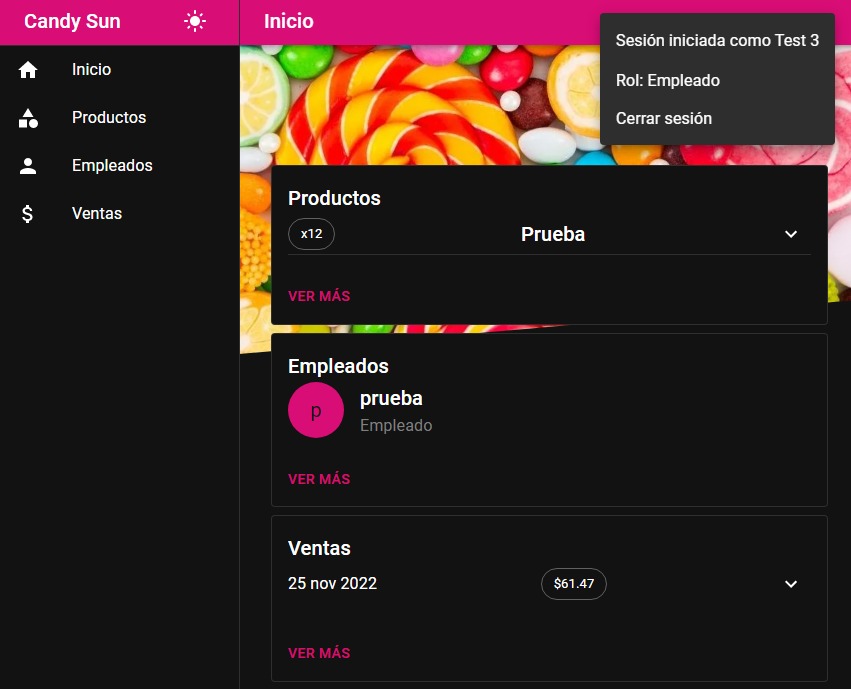 Candy Sun
Inicio
Sesión iniciada como Test 3
Rol: Empleado
Cerrar sesión
Inicio
Productos
Empleados
Ventas
Productos
x12
Prueba
VER MÁS
Empleados
p
prueba
Empleado
VER MÁS
Ventas
25 nov 2022
$61.47
VER MÁS